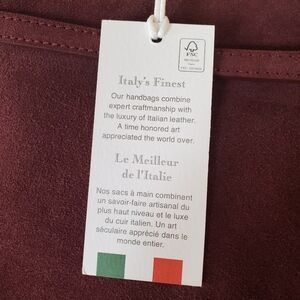 FSC
Italy's Finest
Our handbags combine
expert craftmanship with
the luxury of Italian leather.
A time honored art
appreciated the world over.
Le Meilleur
de l'Italie
Nos sacs à main combinent
un savoir-faire artisanal du
plus haut niveau et le luxe
du cuir italien. Un art
séculaire apprécié dans le
monde entier.